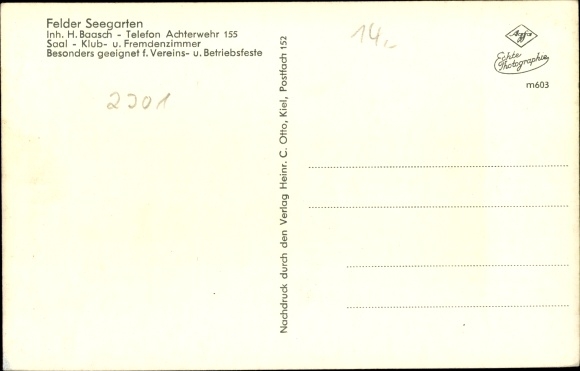 Felder Seegarten
Inh. H. Baasch - Telefon Achterwehr 155
Saal - Klub- u. Fremdenzimmer
Besonders geeignet f. Vereins- u. Betriebsfeste
2301
14,-
Agfa
Echte
Photographie
m603
Nachdruck durch den Verlag Heinr. C. Otto, Kiel, Postfach 152